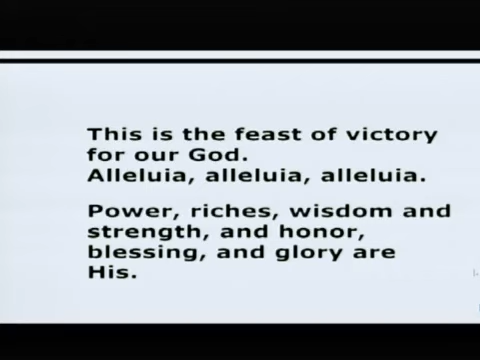 This is the feast of victory
for our God.
Alleluia, alleluia, alleluia.
Power, riches, wisdom and
strength, and honor,
blessing, and glory are
His.